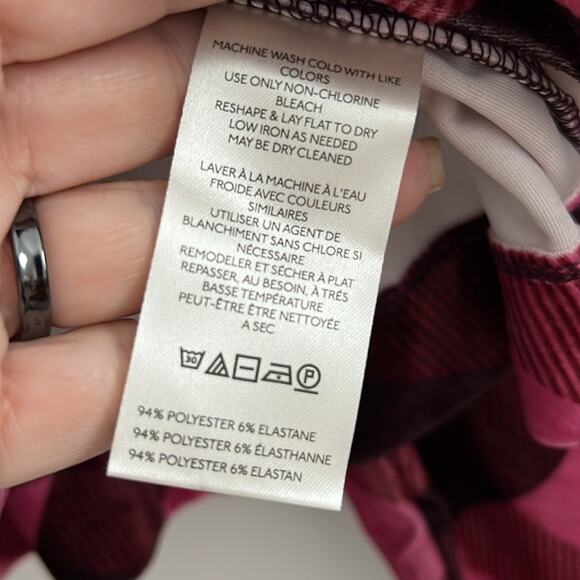 MACHINE WASH COLD WITH LIKE
COLORS
USE ONLY NON-CHLORINE
BLEACH
RESHAPE & LAY FLAT TO DRY
LOW IRON AS NEEDED
MAY BE DRY CLEANED
LAVER À LA MACHINE À L'EAU
FROIDE AVEC COULEURS
SIMILAIRES
UTILISER UN AGENT DE
BLANCHIMENT SANS CHLORE SI
NÉCESSAIRE
REMODELER ET SÈCHER À PLAT
REPASSER, AU BESOIN, À TRÉS
BASSE TEMPÉRATURE
PEUT-ÊTRE ÊTRE NETTOYÉE
A SEC
30 P
94% POLYESTER 6% ELASTANE
94% POLYESTER 6% ÉLASTHANNE
94% POLYESTER 6% ELASTAN